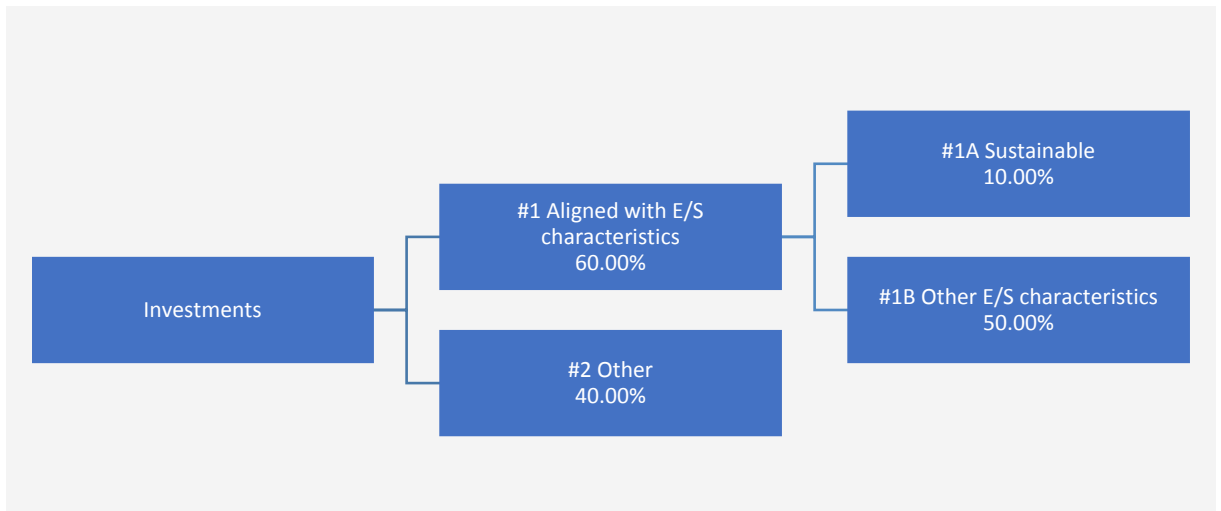 Investments
#1 Aligned with E/S
characteristics
60.00%
#2 Other
40.00%
#1A Sustainable
10.00%
#1B Other E/S characteristics
50.00%